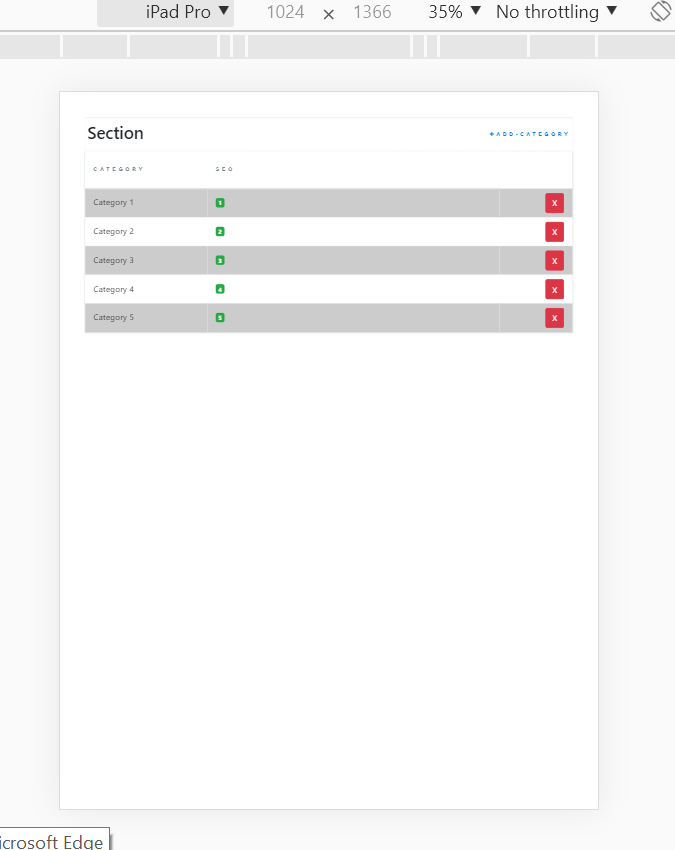 iPad Pro ▼ 1024 × 1366 35% ▼ No throttling ▼
Section +ADD-CATEGORY
CATEGORY SEO
Category 1 1 X
Category 2 2 X
Category 3 3 X
Category 4 4 X
Category 5 5 X
icrosoft Edge